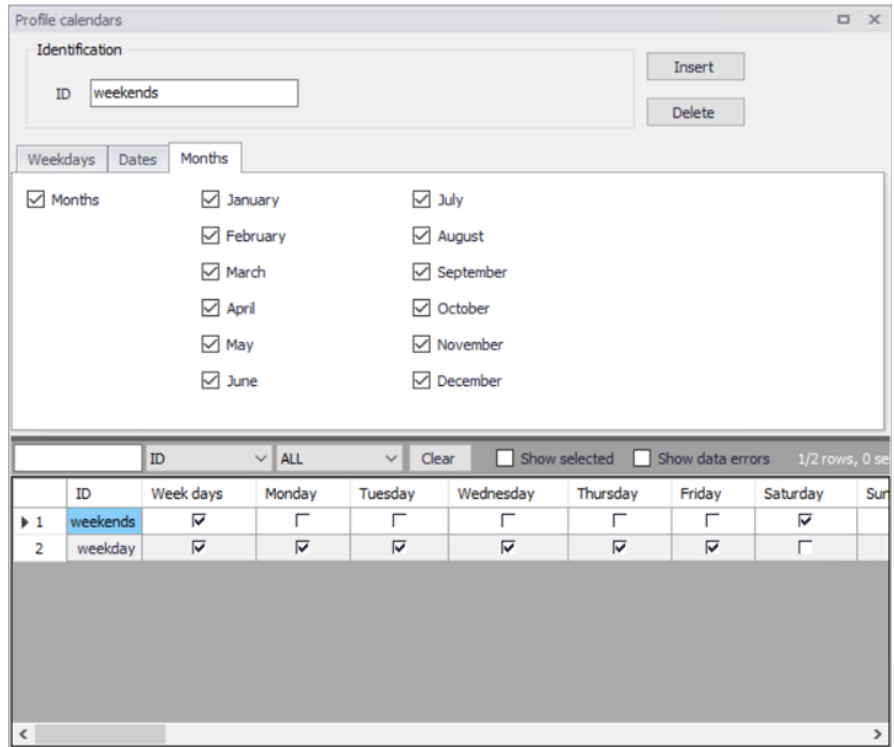 Profile calendars
Identification
ID weekends
Insert
Delete
Weekdays Dates Months
Months January July
February August
March September
April October
May November
June December
ID ALL Clear Show selected Show data errors 1/2 rows, 0 se
ID Week days Monday Tuesday Wednesday Thursday Friday Saturday Sun
1 weekends
2 weekday